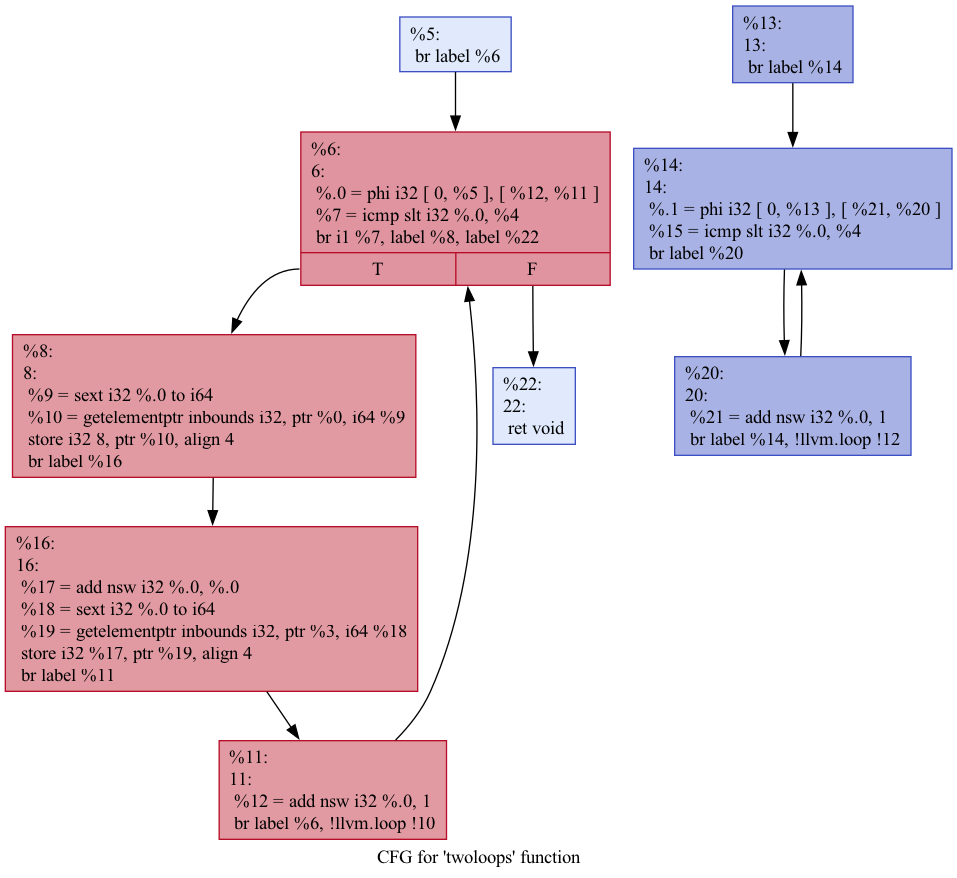 %5:
br label %6
%13:
13:
br label %14
%6:
6:
%.0 = phi i32 [ 0, %5 ], [ %12, %11 ]
%7 = icmp slt i32 %.0, %4
br i1 %7, label %8, label %22
T
F
%14:
14:
%.1 = phi i32 [ 0, %13 ], [ %21, %20 ]
%15 = icmp slt i32 %.0, %4
br label %20
%8:
8:
%9 = sext i32 %.0 to i64
%10 = getelementptr inbounds i32, ptr %0, i64 %9
store i32 8, ptr %10, align 4
br label %16
%22:
22:
ret void
%20:
20:
%21 = add nsw i32 %.0, 1
br label %14, !llvm.loop !12
%16:
16:
%17 = add nsw i32 %.0, %.0
%18 = sext i32 %.0 to i64
%19 = getelementptr inbounds i32, ptr %3, i64 %18
store i32 %17, ptr %19, align 4
br label %11
%11:
11:
%12 = add nsw i32 %.0, 1
br label %6, !llvm.loop !10
CFG for 'twoloops' function